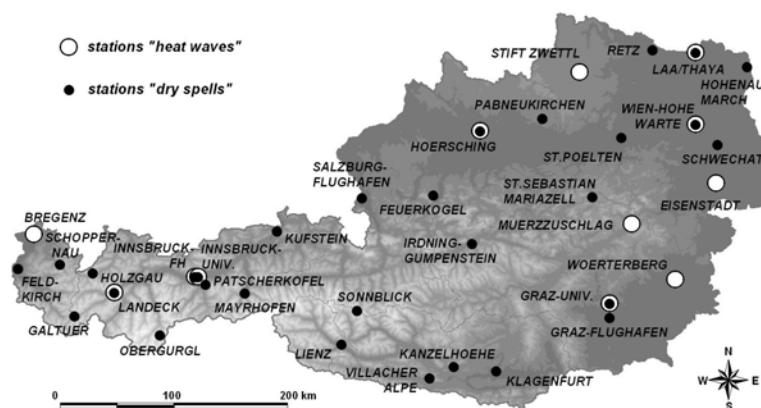 stations "heat waves"
stations "dry spells"
STIFT ZWETTL
RETZ
LAA/THAYA
HOHENAU
MARCH
PABNEUKIRCHEN
WIEN-HOHE
WARTE
HOERSCHING
ST.POELTEN
SCHWECHAT
SALZBURG-
FLUGHAFEN
FEUERKOGEL
ST.SEBASTIAN
MARIAZELL
EISENSTADT
BREGENZ
SCHOPPER-
NAU
INNSBRUCK-
FH
INNSBRUCK-
UNIV.
KUFSTEIN
IRDNING-
GUMPENSTEIN
MUERZZUSCHLAG
WOERTERBERG
FELD-
KIRCH
HOLZGAU
LANDECK
PATSCHERKOFEL
MAYRHOFEN
SONNBLICK
GRAZ-UNIV.
GRAZ-FLUGHAFEN
GALTUER
OBERGURGL
LIENZ
KANZELHOEHE
VILLACHER
ALPE
KLAGENFURT
N
W E
S
0 100 200 km